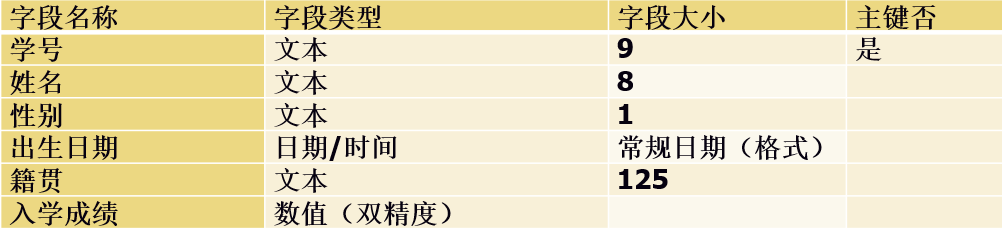 字段名称 字段类型 字段大小 主键否
学号 文本 9 是
姓名 文本 8
性别 文本 1
出生日期 日期/时间 常规日期（格式）
籍贯 文本 125
入学成绩 数值（双精度）